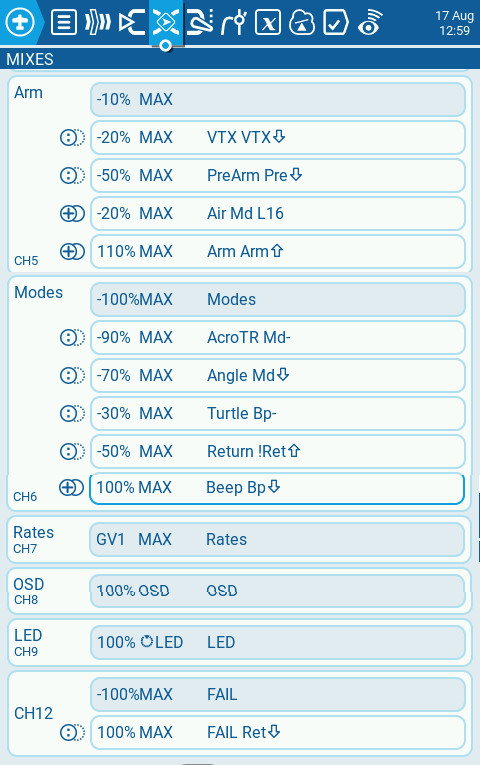 17 Aug
12:59
MIXES
Arm
-10% MAX
-20% MAX VTX VTX⇩
-50% MAX PreArm Pre⇩
-20% MAX Air Md L16
110% MAX Arm Arm⇧
CH5
Modes
-100%MAX Modes
-90% MAX AcroTR Md-
-70% MAX Angle Md⇩
-30% MAX Turtle Bp-
-50% MAX Return !Ret⇧
100% MAX Beep Bp⇩
CH6
Rates
CH7
GV1 MAX Rates
OSD
CH8
100% OSD OSD
LED
CH9
100% LED LED
CH12
-100%MAX FAIL
100% MAX FAIL Ret⇩